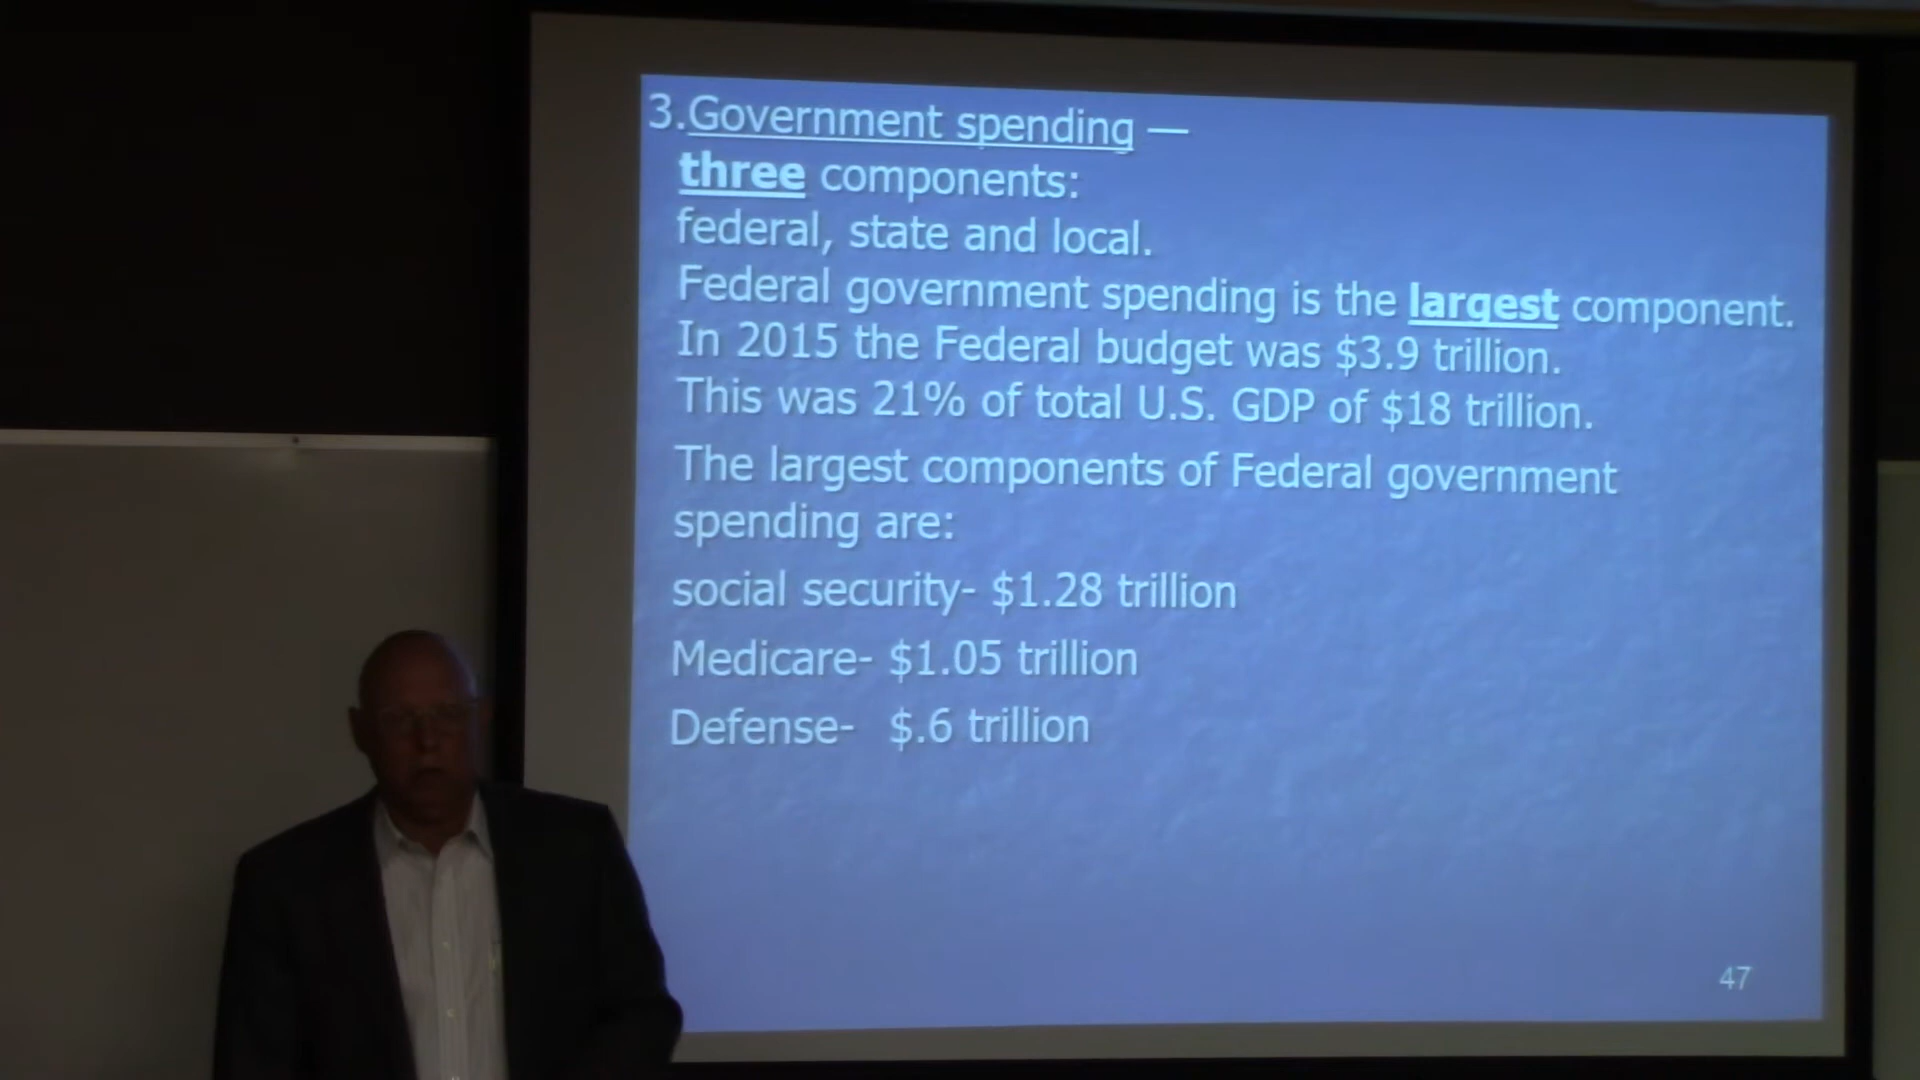 3.Government spending —
three components:
federal, state and local.
Federal government spending is the largest component.
In 2015 the Federal budget was $3.9 trillion.
This was 21% of total U.S. GDP of $18 trillion.
The largest components of Federal government
spending are:
social security- $1.28 trillion
Medicare- $1.05 trillion
Defense- $.6 trillion
47